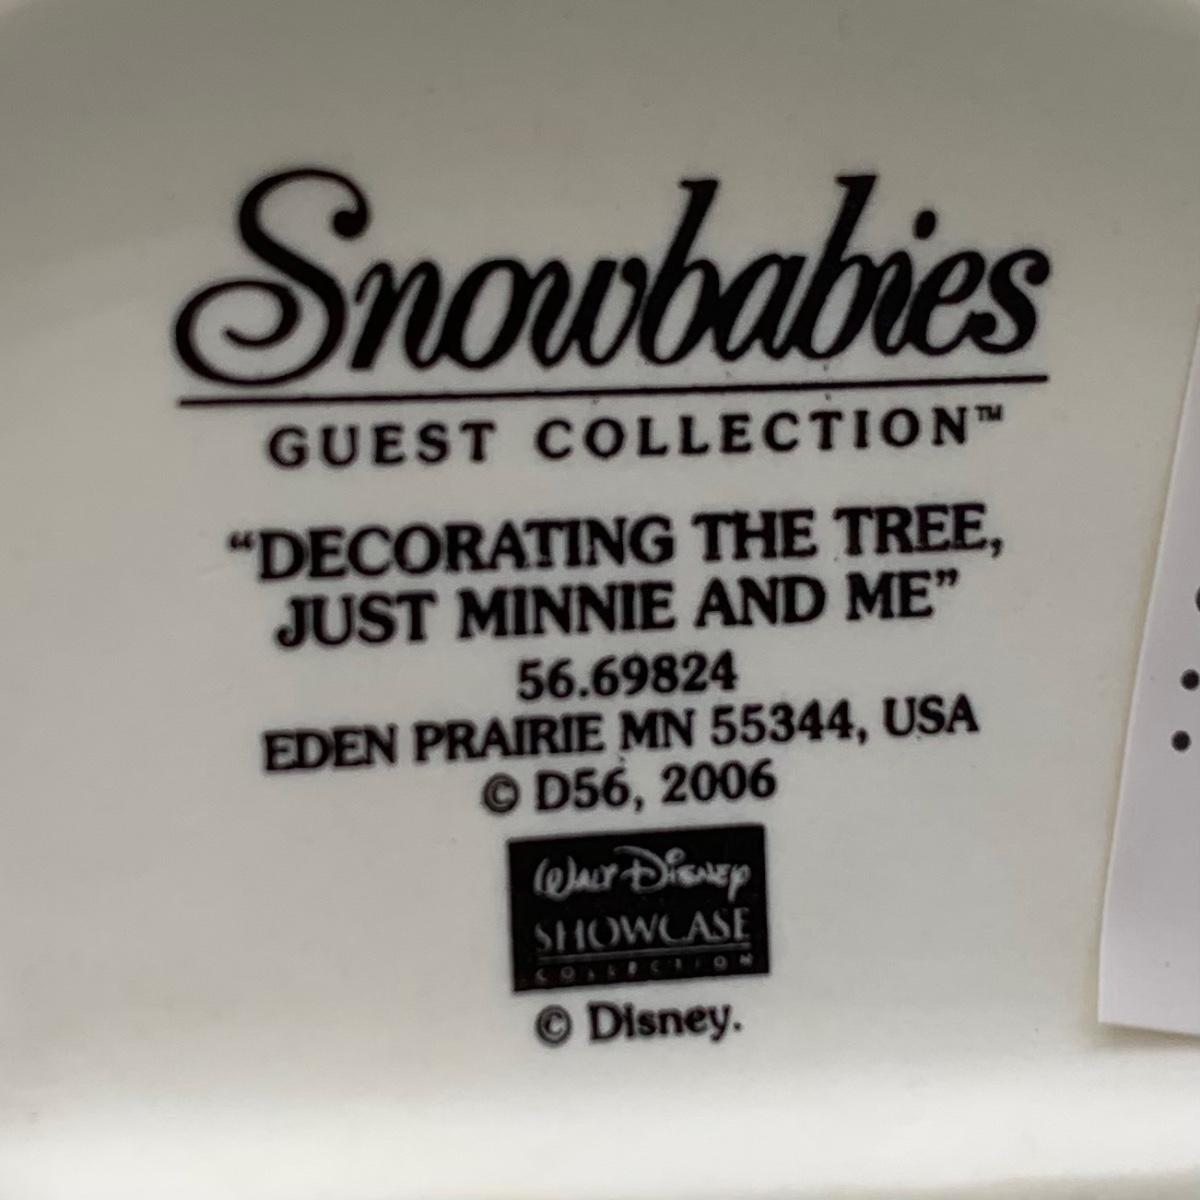 Snowbabies
GUEST COLLECTION™
“DECORATING THE TREE,
JUST MINNIE AND ME”
56.69824
EDEN PRAIRIE MN 55344, USA
© D56, 2006
WALT DISNEY
SHOWCASE
COLLECTION
© Disney.